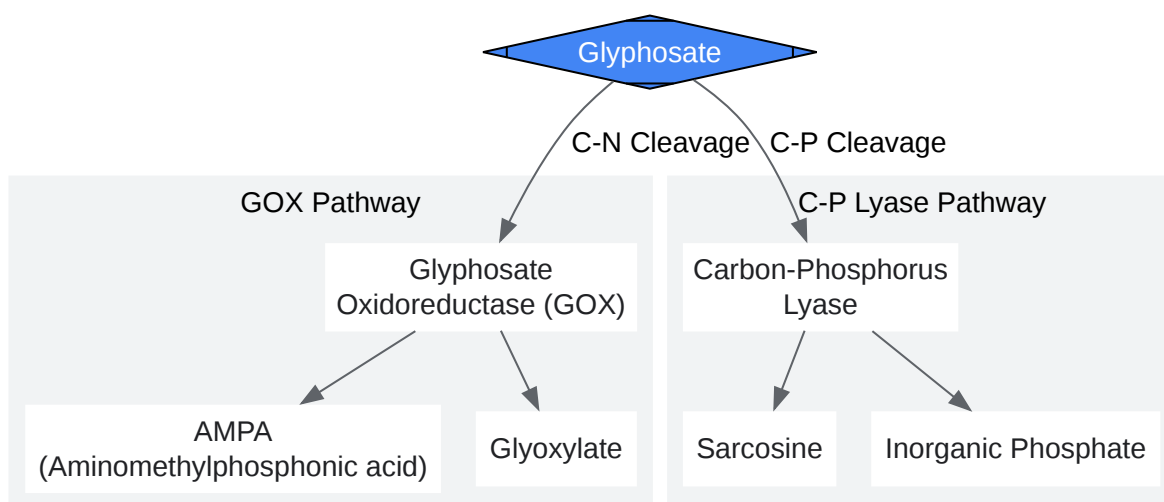 Glyphosate
C-N Cleavage
C-P Cleavage
GOX Pathway
C-P Lyase Pathway
Glyphosate
Oxidoreductase (GOX)
Carbon-Phosphorus
Lyase
AMPA
(Aminomethylphosphonic acid)
Glyoxylate
Sarcosine
Inorganic Phosphate